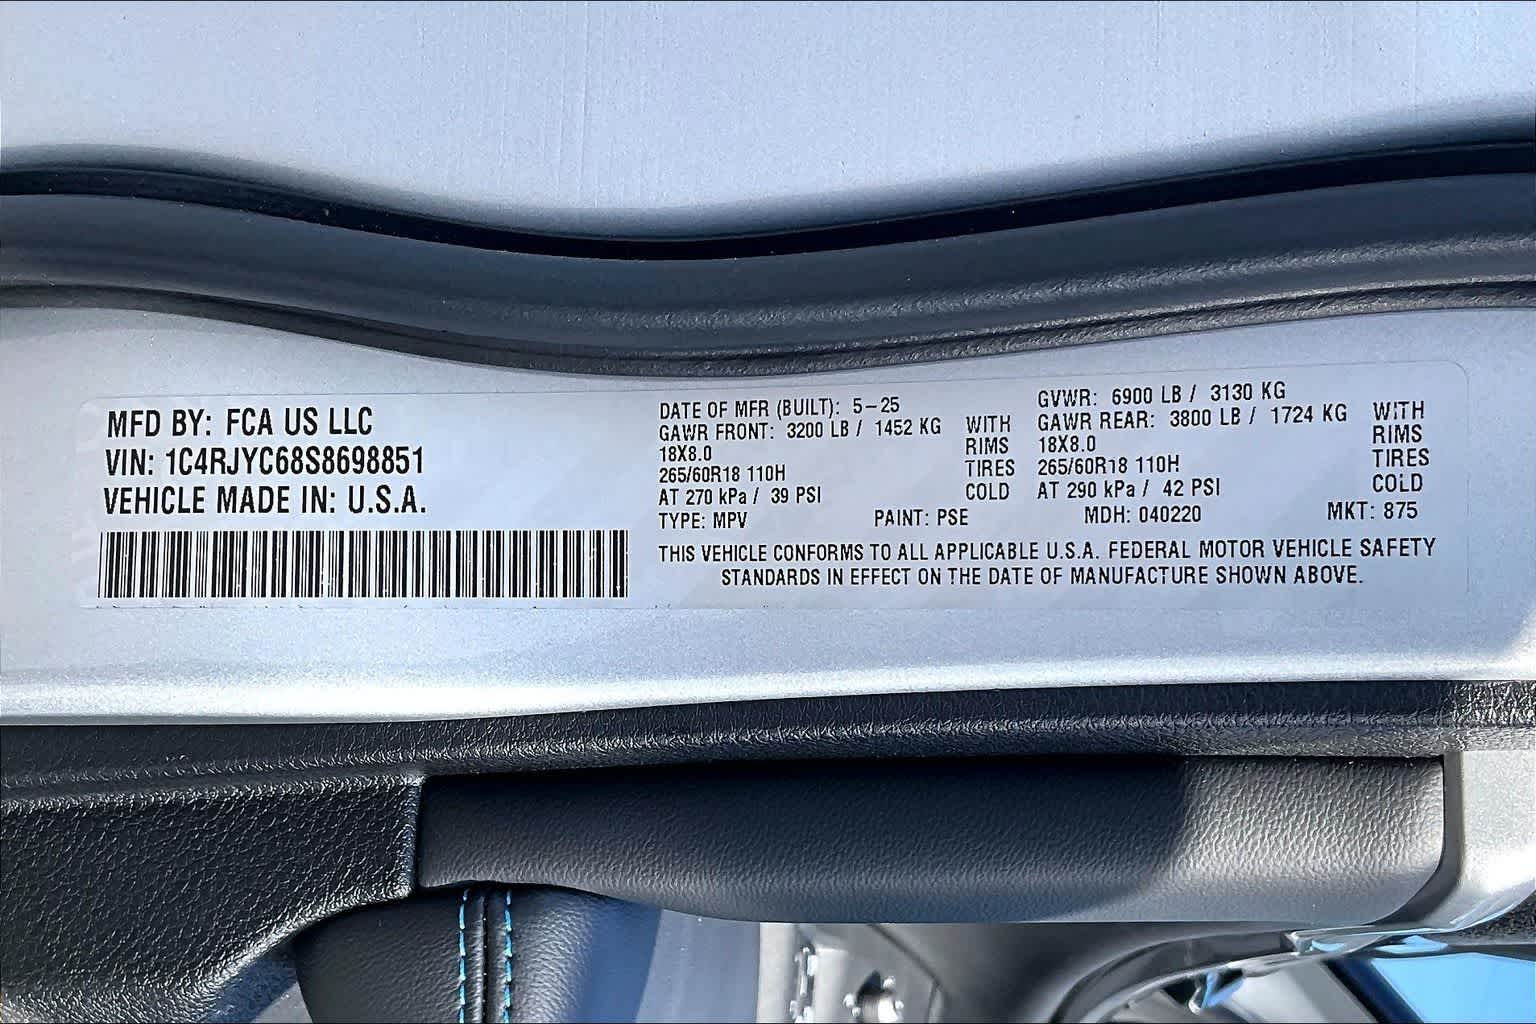 MFD BY: FCA US LLC
VIN: 1C4RJYC68S8698851
VEHICLE MADE IN: U.S.A.
DATE OF MFR (BUILT): 5-25
GAWR FRONT: 3200 LB / 1452 KG WITH
18X8.0 RIMS
265/60R18 110H TIRES
AT 270 kPa / 39 PSI COLD
GVWR: 6900 LB / 3130 KG
GAWR REAR: 3800 LB / 1724 KG WITH
18X8.0 RIMS
265/60R18 110H TIRES
AT 290 kPa / 42 PSI COLD
TYPE: MPV PAINT: PSE MDH: 040220 MKT: 875
THIS VEHICLE CONFORMS TO ALL APPLICABLE U.S.A. FEDERAL MOTOR VEHICLE SAFETY
STANDARDS IN EFFECT ON THE DATE OF MANUFACTURE SHOWN ABOVE.